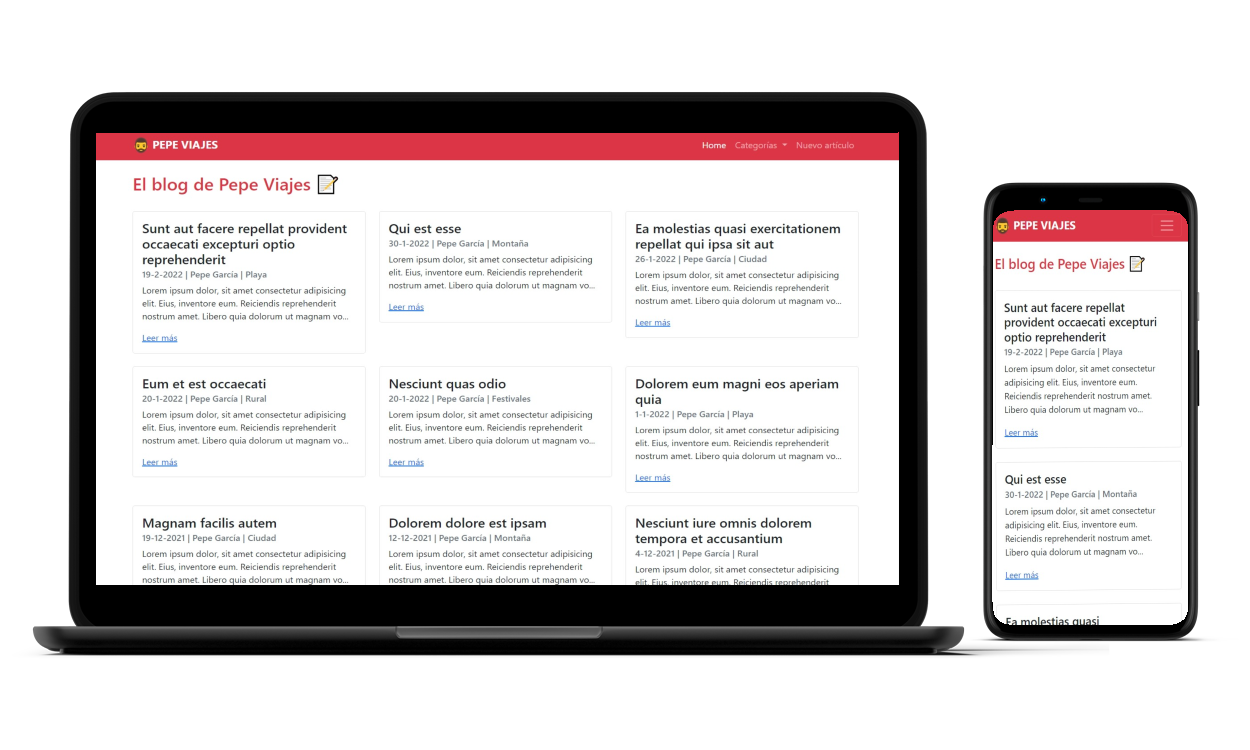 PEPE VIAJES
Home Categorías Nuevo artículo
El blog de Pepe Viajes
Sunt aut facere repellat provident
occaecati excepturi optio
reprehenderit
19-2-2022 | Pepe García | Playa
Lorem ipsum dolor, sit amet consectetur adipisicing
elit. Eius, inventore eum. Reiciendis reprehenderit
nostrum amet. Libero quia dolorum ut magnam vo...
Leer más
Qui est esse
30-1-2022 | Pepe García | Montaña
Lorem ipsum dolor, sit amet consectetur adipisicing
elit. Eius, inventore eum. Reiciendis reprehenderit
nostrum amet. Libero quia dolorum ut magnam vo...
Leer más
Ea molestias quasi exercitationem
repellat qui ipsa sit aut
26-1-2022 | Pepe García | Ciudad
Lorem ipsum dolor, sit amet consectetur adipisicing
elit. Eius, inventore eum. Reiciendis reprehenderit
nostrum amet. Libero quia dolorum ut magnam vo...
Leer más
Eum et est occaecati
20-1-2022 | Pepe García | Rural
Lorem ipsum dolor, sit amet consectetur adipisicing
elit. Eius, inventore eum. Reiciendis reprehenderit
nostrum amet. Libero quia dolorum ut magnam vo...
Leer más
Nesciunt quas odio
20-1-2022 | Pepe García | Festivales
Lorem ipsum dolor, sit amet consectetur adipisicing
elit. Eius, inventore eum. Reiciendis reprehenderit
nostrum amet. Libero quia dolorum ut magnam vo...
Leer más
Dolorem eum magni eos aperiam
quia
1-1-2022 | Pepe García | Playa
Lorem ipsum dolor, sit amet consectetur adipisicing
elit. Eius, inventore eum. Reiciendis reprehenderit
nostrum amet. Libero quia dolorum ut magnam vo...
Leer más
Magnam facilis autem
19-12-2021 | Pepe García | Ciudad
Lorem ipsum dolor, sit amet consectetur adipisicing
elit. Eius, inventore eum. Reiciendis reprehenderit
nostrum amet. Libero quia dolorum ut magnam vo...
Dolorem dolore est ipsam
12-12-2021 | Pepe García | Montaña
Lorem ipsum dolor, sit amet consectetur adipisicing
elit. Eius, inventore eum. Reiciendis reprehenderit
nostrum amet. Libero quia dolorum ut magnam vo...
Nesciunt iure omnis dolorem
tempora et accusantium
4-12-2021 | Pepe García | Rural
Lorem ipsum dolor, sit amet consectetur adipisicing
elit. Eius, inventore eum. Reiciendis reprehenderit
PEPE VIAJES
El blog de Pepe Viajes
Sunt aut facere repellat
provident occaecati excepturi
optio reprehenderit
19-2-2022 | Pepe García | Playa
Lorem ipsum dolor, sit amet consectetur
adipisicing elit. Eius, inventore eum.
Reiciendis reprehenderit nostrum amet.
Libero quia dolorum ut magnam vo...
Leer más
Qui est esse
30-1-2022 | Pepe García | Montaña
Lorem ipsum dolor, sit amet consectetur
adipisicing elit. Eius, inventore eum.
Reiciendis reprehenderit nostrum amet.
Libero quia dolorum ut magnam vo...
Leer más
Ea molestias quasi